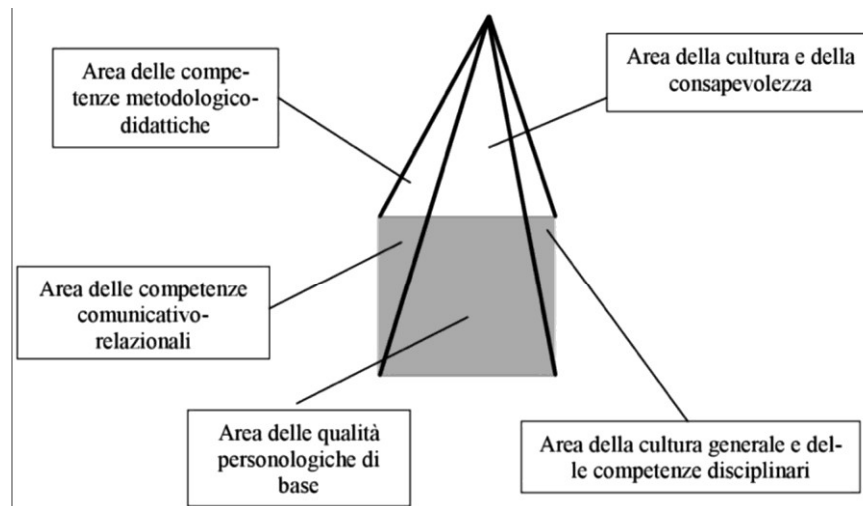 Area delle compe-
tenze metodologico-
didattiche
Area della cultura e della
consapevolezza
Area delle competenze
comunicativo-
relazionali
Area delle qualità
personologiche di
base
Area della cultura generale e del-
le competenze disciplinari